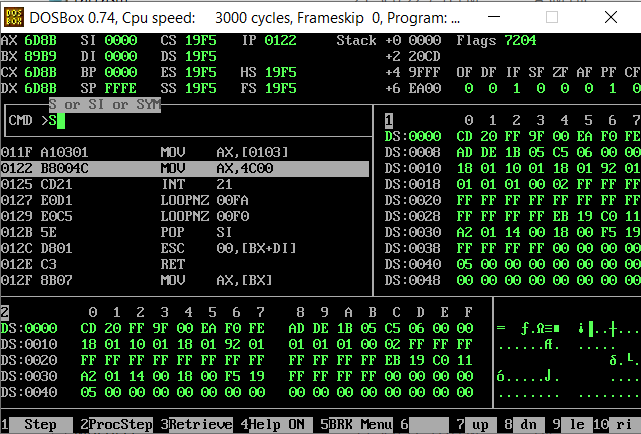 DOSBox 0.74, Cpu speed: 3000 cycles, Frameskip 0, Program: ...
AX 6D8B SI 0000 CS 19F5 IP 0122 Stack +0 0000 Flags 7204
BX 89B9 DI 0000 DS 19F5 +2 20CD
CX 6D8B BP 0000 ES 19F5 HS 19F5 +4 9FFF OF DF IF SF ZF AF PF CF
DX 6D8B SP FFFE SS 19F5 FS 19F5 +6 EA00 0 0 1 0 0 0 1 0
S or SI or SYM
CMD >S
1 0 1 2 3 4 5 6 7
DS:0000 CD 20 FF 9F 00 EA F0 FE
DS:0008 AD DE 1B 05 C5 06 00 00
DS:0010 18 01 10 01 18 01 92 01
DS:0018 01 01 01 00 02 FF FF FF
DS:0020 FF FF FF FF FF FF FF FF
DS:0028 FF FF FF FF EB 19 C0 11
DS:0030 A2 01 14 00 18 00 F5 19
DS:0038 FF FF FF FF 00 00 00 00
DS:0040 05 00 00 00 00 00 00 00
DS:0048 00 00 00 00 00 00 00 00
011F A10301 MOV AX,[0103]
0122 B8004C MOV AX,4C00
0125 CD21 INT 21
0127 E0D1 LOOPNZ 00FA
0129 E0C5 LOOPNZ 00F0
012B 5E POP SI
012C D801 ESC 00,[BX+DI]
012E C3 RET
012F 8B07 MOV AX,[BX]
2 0 1 2 3 4 5 6 7 8 9 A B C D E F
DS:0000 CD 20 FF 9F 00 EA F0 FE AD DE 1B 05 C5 06 00 00 = ƒ.Ω≡■ ¡▐..┼.
DS:0010 18 01 10 01 18 01 92 01 01 01 01 00 02 FF FF FF ......Æ. ....
DS:0020 FF FF FF FF FF FF FF FF FF FF FF FF EB 19 C0 11 δ.└.
DS:0030 A2 01 14 00 18 00 F5 19 FF FF FF FF 00 00 00 00 ó.....⌡. ....
DS:0040 05 00 00 00 00 00 00 00 00 00 00 00 00 00 00 00 ........ ........
1 Step 2ProcStep 3Retrieve 4Help ON 5BRK Menu 6 7 up 8 dn 9 le 10 ri